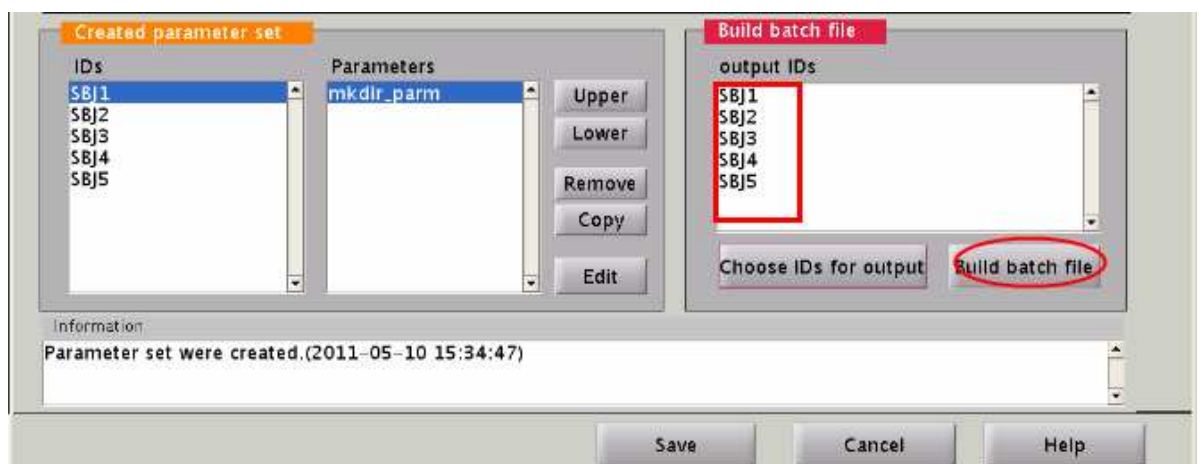 Created parameter set
IDs
SBJ1
SBJ2
SBJ3
SBJ4
SBJ5
Parameters
mkdir_parm
Upper
Lower
Remove
Copy
Edit
Build batch file
output IDs
SBJ1
SBJ2
SBJ3
SBJ4
SBJ5
Choose IDs for output
Build batch file
Information
Parameter set were created.(2011-05-10 15:34:47)
Save
Cancel
Help